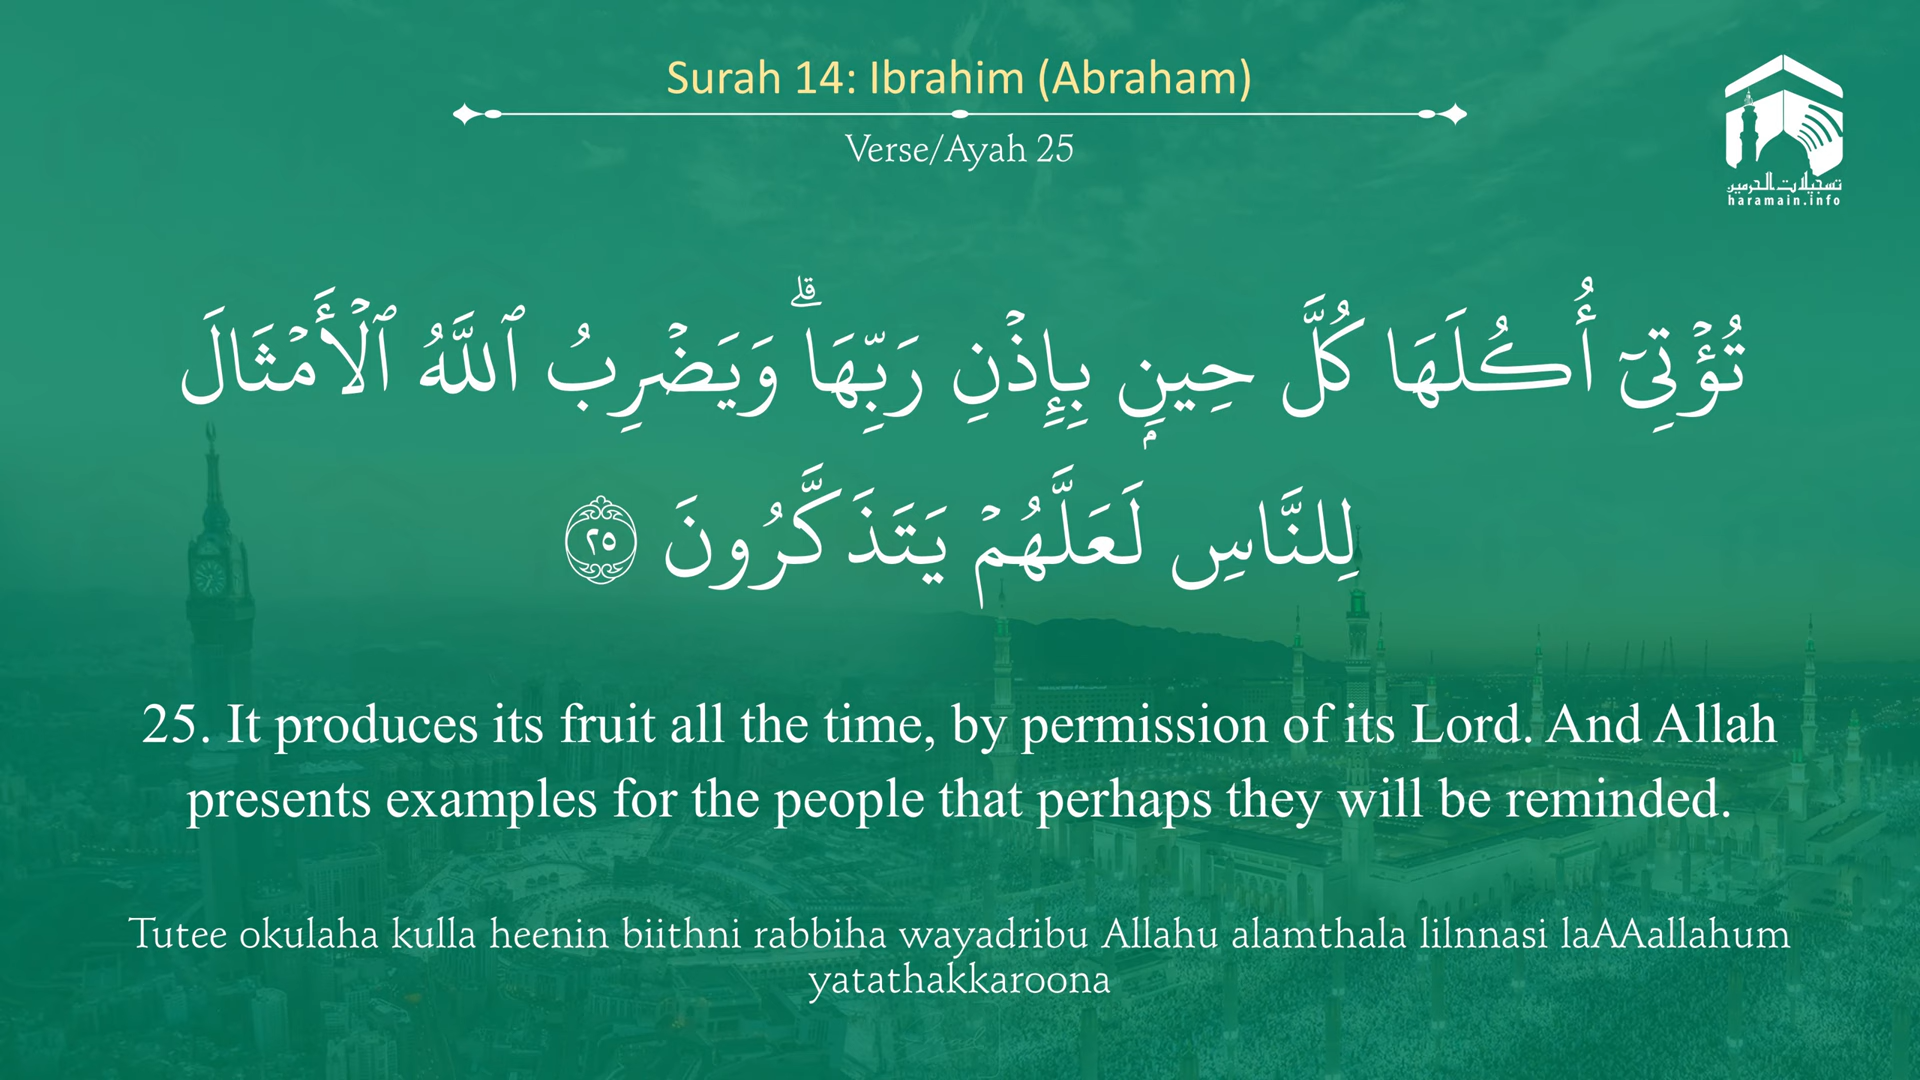 Surah 14: Ibrahim (Abraham)
Verse/Ayah 25
تسجيلات الحرمين
haramain.info
تُؤۡتِيٓ أُكُلَهَا كُلَّ حِينِۭ بِإِذۡنِ رَبِّهَاۗ وَيَضۡرِبُ ٱللَّهُ ٱلۡأَمۡثَالَ
لِلنَّاسِ لَعَلَّهُمۡ يَتَذَكَّرُونَ ٢٥
25. It produces its fruit all the time, by permission of its Lord. And Allah
presents examples for the people that perhaps they will be reminded.
Tutee okulaha kulla heenin biithni rabbiha wayadribu Allahu alamthala lilnnasi laAAallahum
yatathakkaroona